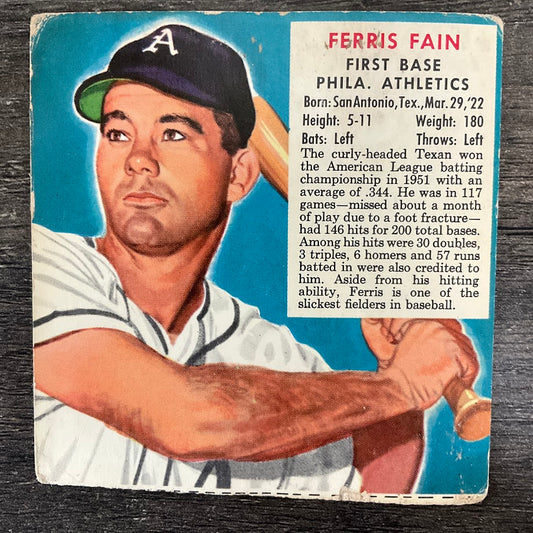 A
FERRIS FAIN
FIRST BASE
PHILA. ATHLETICS
Born: San Antonio, Tex., Mar. 29, '22
Height: 5-11 Weight: 180
Bats: Left Throws: Left
The curly-headed Texan won
the American League batting
championship in 1951 with an
average of .344. He was in 117
games—missed about a month
of play due to a foot fracture—
had 146 hits for 200 total bases.
Among his hits were 30 doubles,
3 triples, 6 homers and 57 runs
batted in were also credited to
him. Aside from his hitting
ability, Ferris is one of the
slickest fielders in baseball.